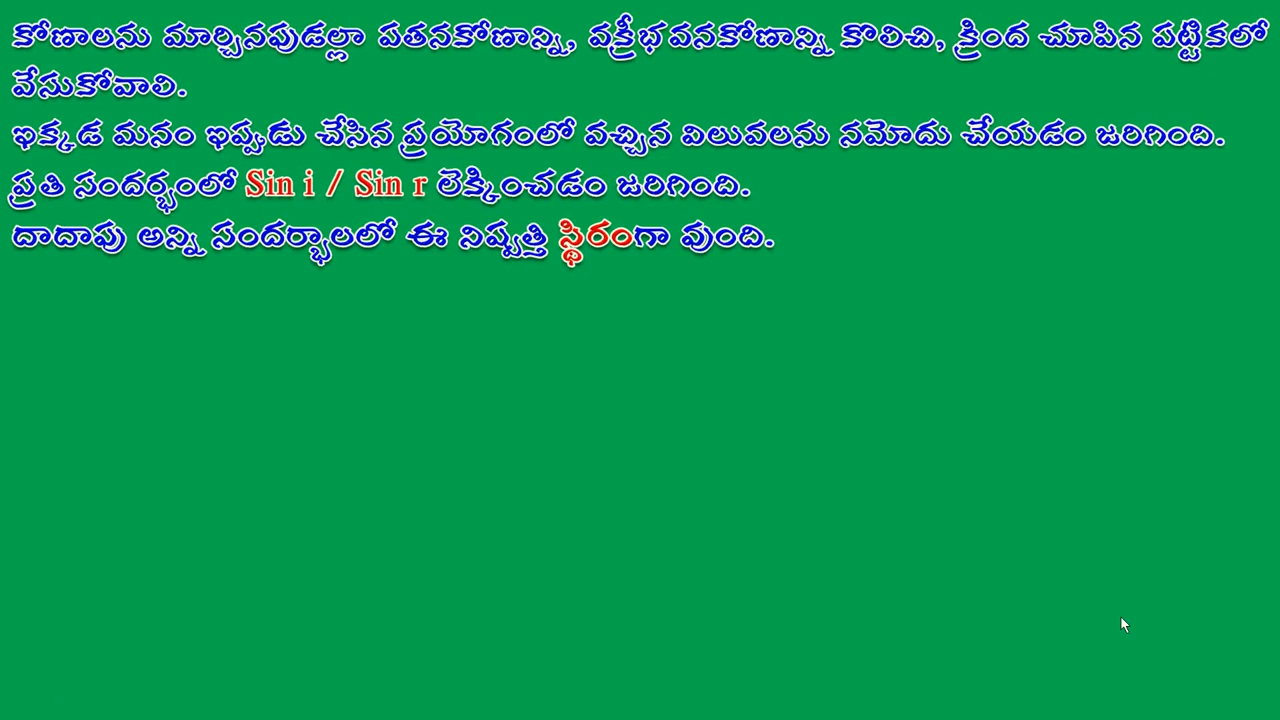 కోణాలను మార్చినపుడల్లా పతనకోణాన్ని, వక్రీభవనకోణాన్ని కొలిచి, క్రింద చూపిన పట్టికలో
వేసుకోవాలి.
ఇక్కడ మనం ఇప్పుడు చేసిన ప్రయోగంలో వచ్చిన విలువలను నమోదు చేయడం జరిగింది.
ప్రతి సందర్భంలో Sin i / Sin r లెక్కించడం జరిగింది.
దాదాపు అన్ని సందర్భాలలో ఈ నిష్పత్తి స్థిరంగా వుంది.